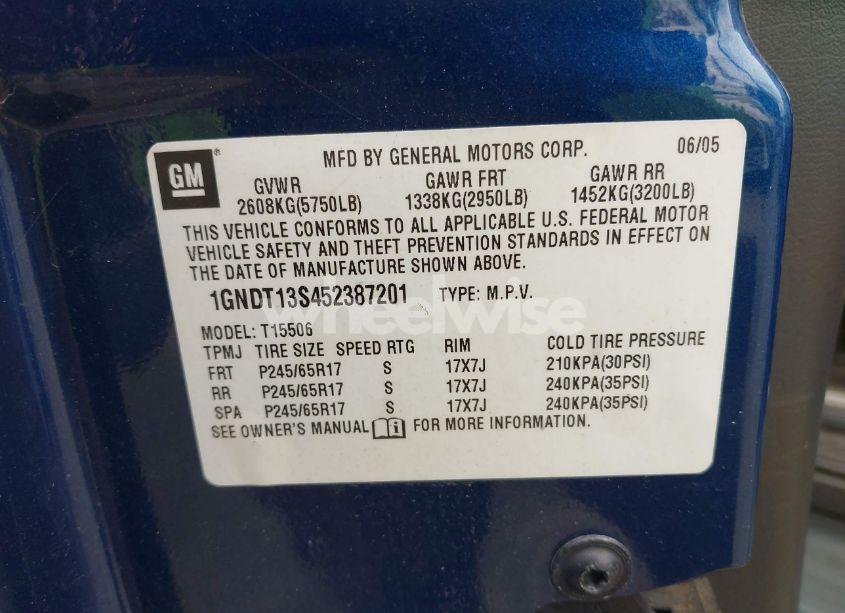 GM
MFD BY GENERAL MOTORS CORP. 06/05
GVWR GAWR FRT GAWR RR
2608KG(5750LB) 1338KG(2950LB) 1452KG(3200LB)
THIS VEHICLE CONFORMS TO ALL APPLICABLE U.S. FEDERAL MOTOR
VEHICLE SAFETY AND THEFT PREVENTION STANDARDS IN EFFECT ON
THE DATE OF MANUFACTURE SHOWN ABOVE.
1GNDT13S452387201 TYPE: M.P.V.
wheelwise
MODEL: T15506
TPMJ TIRE SIZE SPEED RTG RIM COLD TIRE PRESSURE
FRT P245/65R17 S 17X7J 210KPA(30PSI)
RR P245/65R17 S 17X7J 240KPA(35PSI)
SPA P245/65R17 S 17X7J 240KPA(35PSI)
SEE OWNER'S MANUAL FOR MORE INFORMATION.